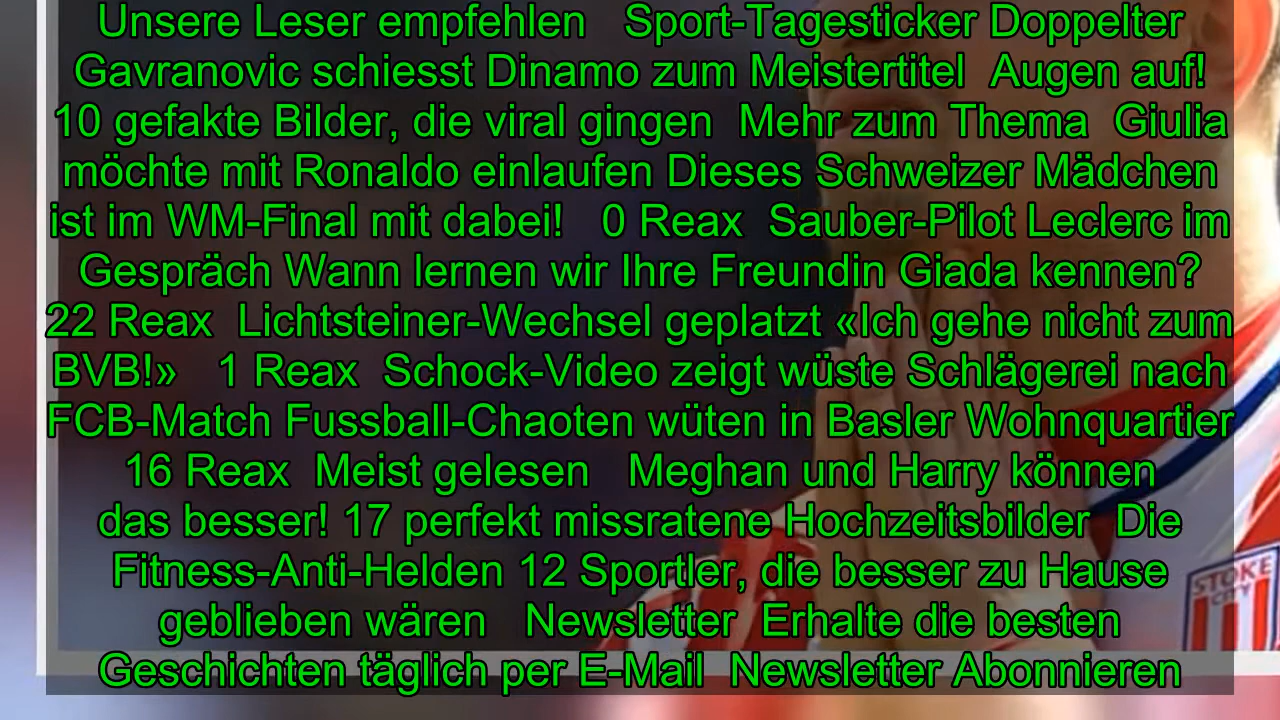 Unsere Leser empfehlen   Sport-Tagesticker Doppelter
Gavranovic schiesst Dinamo zum Meistertitel  Augen auf!
10 gefakte Bilder, die viral gingen  Mehr zum Thema  Giulia
möchte mit Ronaldo einlaufen Dieses Schweizer Mädchen
ist im WM-Final mit dabei!   0 Reax  Sauber-Pilot Leclerc im
Gespräch Wann lernen wir Ihre Freundin Giada kennen?
22 Reax  Lichtsteiner-Wechsel geplatzt «Ich gehe nicht zum
BVB!»   1 Reax  Schock-Video zeigt wüste Schlägerei nach
FCB-Match Fussball-Chaoten wüten in Basler Wohnquartier
16 Reax  Meist gelesen   Meghan und Harry können
das besser! 17 perfekt missratene Hochzeitsbilder  Die
Fitness-Anti-Helden 12 Sportler, die besser zu Hause
geblieben wären   Newsletter  Erhalte die besten
Geschichten täglich per E-Mail  Newsletter Abonnieren
STOKE
CITY